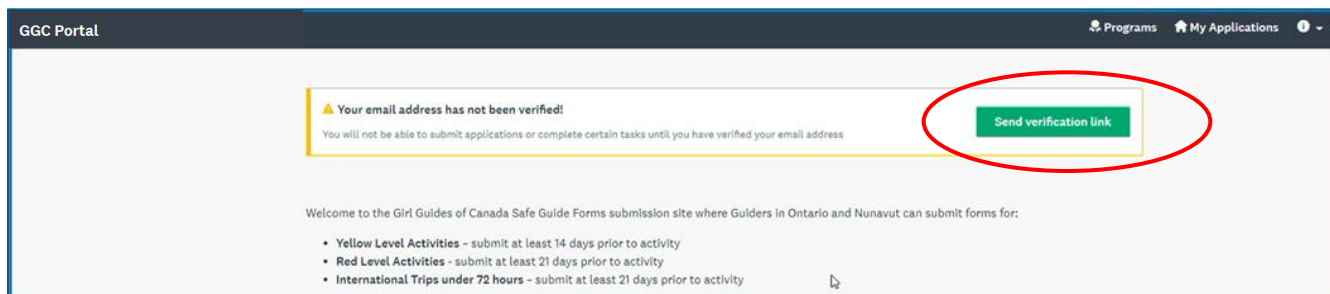 GGC Portal
Programs
My Applications
Your email address has not been verified!
You will not be able to submit applications or complete certain tasks until you have verified your email address
Send verification link
Welcome to the Girl Guides of Canada Safe Guide Forms submission site where Guiders in Ontario and Nunavut can submit forms for:
• Yellow Level Activities – submit at least 14 days prior to activity
• Red Level Activities - submit at least 21 days prior to activity
• International Trips under 72 hours – submit at least 21 days prior to activity